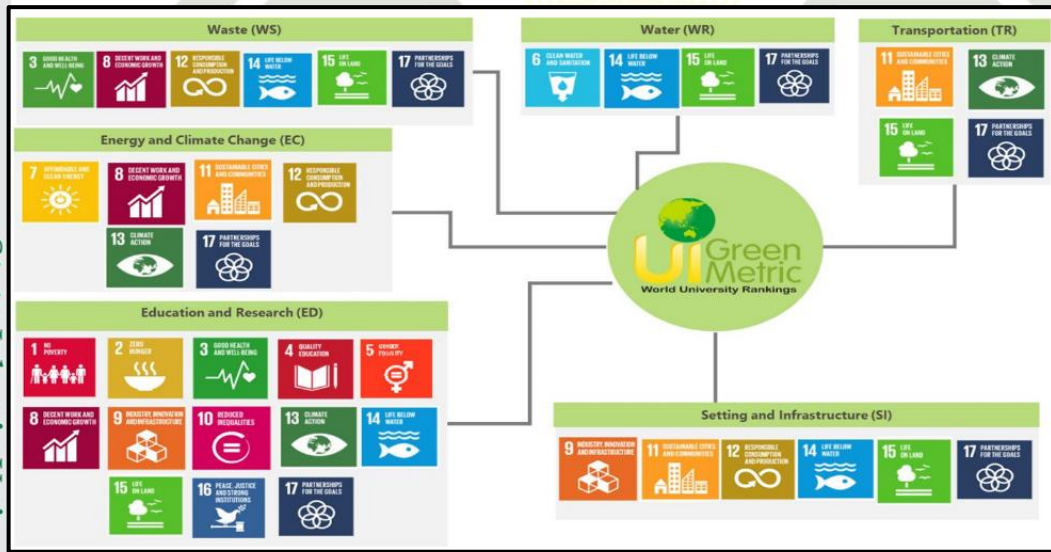 Waste (WS)
3 GOOD HEALTH
AND WELL-BEING
8 DECENT WORK AND
ECONOMIC GROWTH
12 RESPONSIBLE
CONSUMPTION
AND PRODUCTION
14 LIFE BELOW
WATER
15 LIFE
ON LAND
17 PARTNERSHIPS
FOR THE GOALS
Water (WR)
6 CLEAN WATER
AND SANITATION
14 LIFE BELOW
WATER
15 LIFE
ON LAND
17 PARTNERSHIPS
FOR THE GOALS
Transportation (TR)
11 SUSTAINABLE CITIES
AND COMMUNITIES
13 CLIMATE
ACTION
15 LIFE
ON LAND
17 PARTNERSHIPS
FOR THE GOALS
Energy and Climate Change (EC)
7 AFFORDABLE AND
CLEAN ENERGY
8 DECENT WORK AND
ECONOMIC GROWTH
11 SUSTAINABLE CITIES
AND COMMUNITIES
12 RESPONSIBLE
CONSUMPTION
AND PRODUCTION
13 CLIMATE
ACTION
17 PARTNERSHIPS
FOR THE GOALS
UI
Green
Metric
World University Rankings
Education and Research (ED)
1 NO
POVERTY
2 ZERO
HUNGER
3 GOOD HEALTH
AND WELL-BEING
4 QUALITY
EDUCATION
5 GENDER
EQUALITY
8 DECENT WORK AND
ECONOMIC GROWTH
9 INDUSTRY, INNOVATION
AND INFRASTRUCTURE
10 REDUCED
INEQUALITIES
13 CLIMATE
ACTION
14 LIFE BELOW
WATER
15 LIFE
ON LAND
16 PEACE, JUSTICE
AND STRONG
INSTITUTIONS
17 PARTNERSHIPS
FOR THE GOALS
Setting and Infrastructure (SI)
9 INDUSTRY, INNOVATION
AND INFRASTRUCTURE
11 SUSTAINABLE CITIES
AND COMMUNITIES
12 RESPONSIBLE
CONSUMPTION
AND PRODUCTION
14 LIFE BELOW
WATER
15 LIFE
ON LAND
17 PARTNERSHIPS
FOR THE GOALS